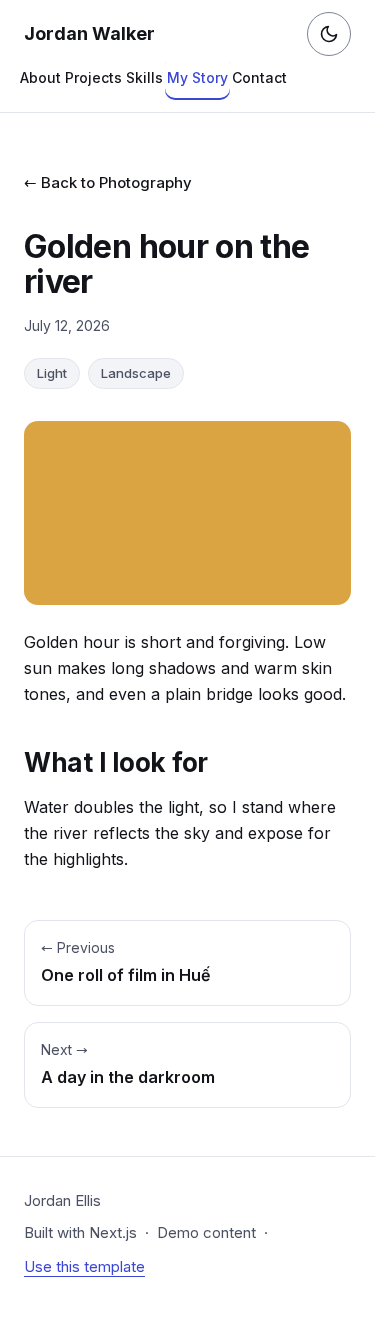 Jordan Walker
About Projects Skills My Story Contact
← Back to Photography
Golden hour on the
river
July 12, 2026
Light Landscape
Golden hour is short and forgiving. Low
sun makes long shadows and warm skin
tones, and even a plain bridge looks good.
What I look for
Water doubles the light, so I stand where
the river reflects the sky and expose for
the highlights.
← Previous
One roll of film in Huế
Next →
A day in the darkroom
Jordan Ellis
Built with Next.js · Demo content ·
Use this template